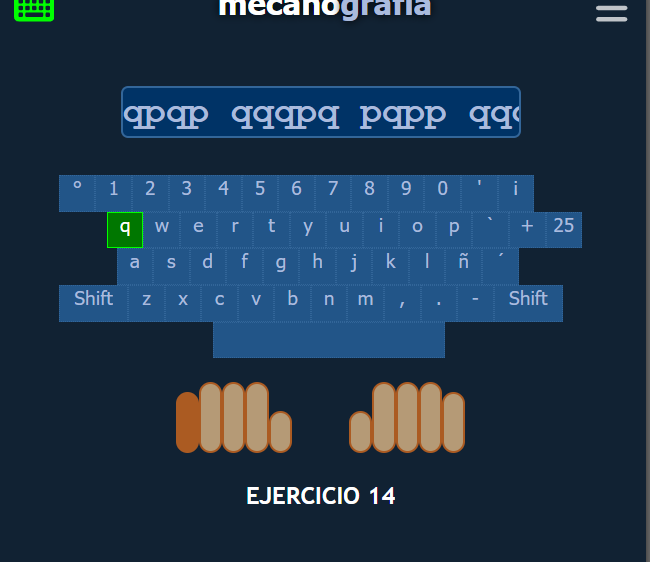 mecanografía
qpqp qqqpq pqpp qq
° 1 2 3 4 5 6 7 8 9 0 ' i
q w e r t y u i o p ` + 25
a s d f g h j k l ñ ´
Shift z x c v b n m , . - Shift
EJERCICIO 14